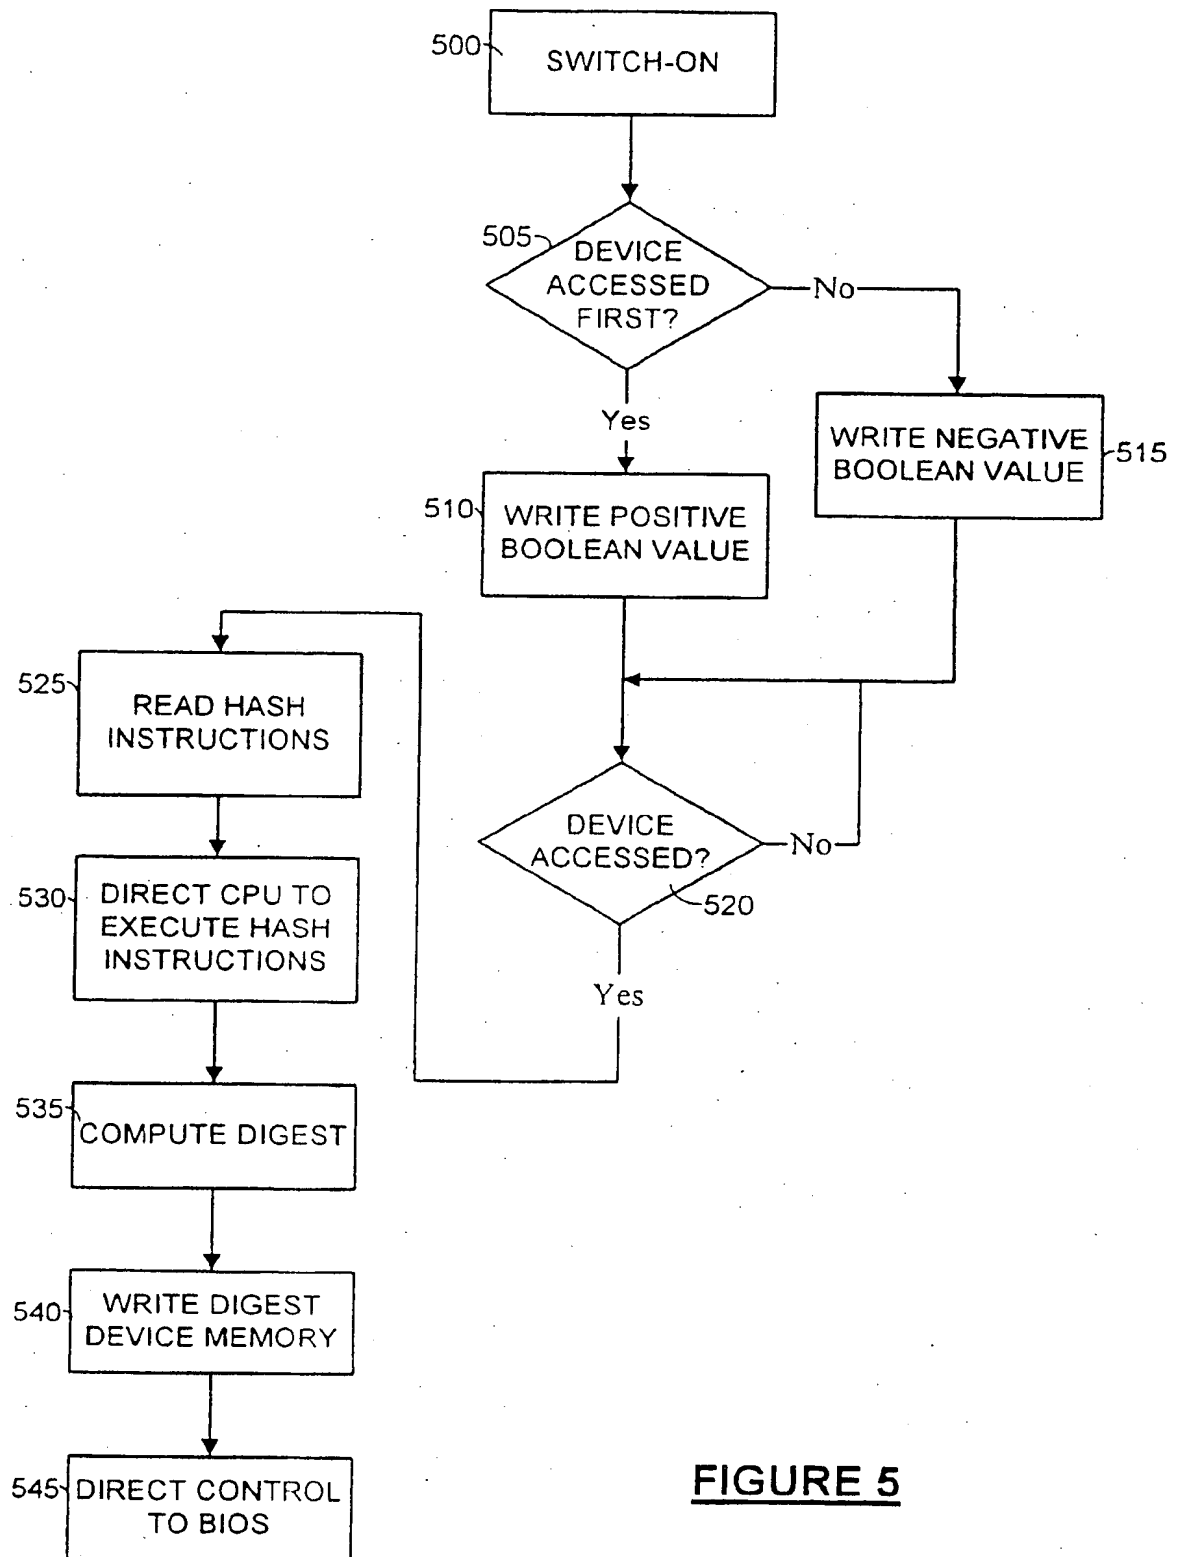 500
SWITCH-ON
505
DEVICE
ACCESSED
FIRST?
No
Yes
WRITE NEGATIVE
BOOLEAN VALUE
515
510
WRITE POSITIVE
BOOLEAN VALUE
525
READ HASH
INSTRUCTIONS
DEVICE
ACCESSED?
No
520
Yes
530
DIRECT CPU TO
EXECUTE HASH
INSTRUCTIONS
535
COMPUTE DIGEST
540
WRITE DIGEST
DEVICE MEMORY
545
DIRECT CONTROL
TO BIOS
FIGURE 5